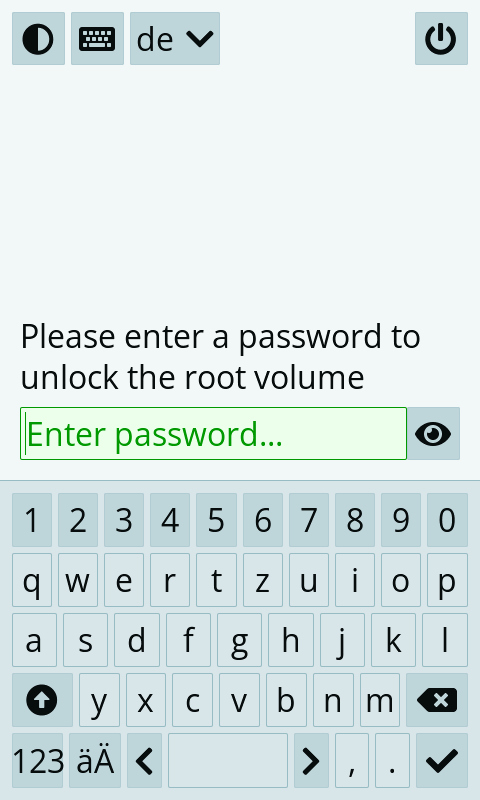 de
Please enter a password to
unlock the root volume
Enter password...
1 2 3 4 5 6 7 8 9 0
q w e r t z u i o p
a s d f g h j k l
y x c v b n m
123 äÄ , .